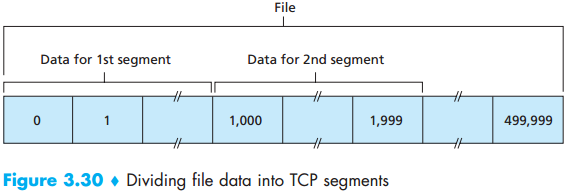 File
Data for 1st segment Data for 2nd segment
0 1 1,000 1,999 499,999
Figure 3.30 ♦ Dividing file data into TCP segments